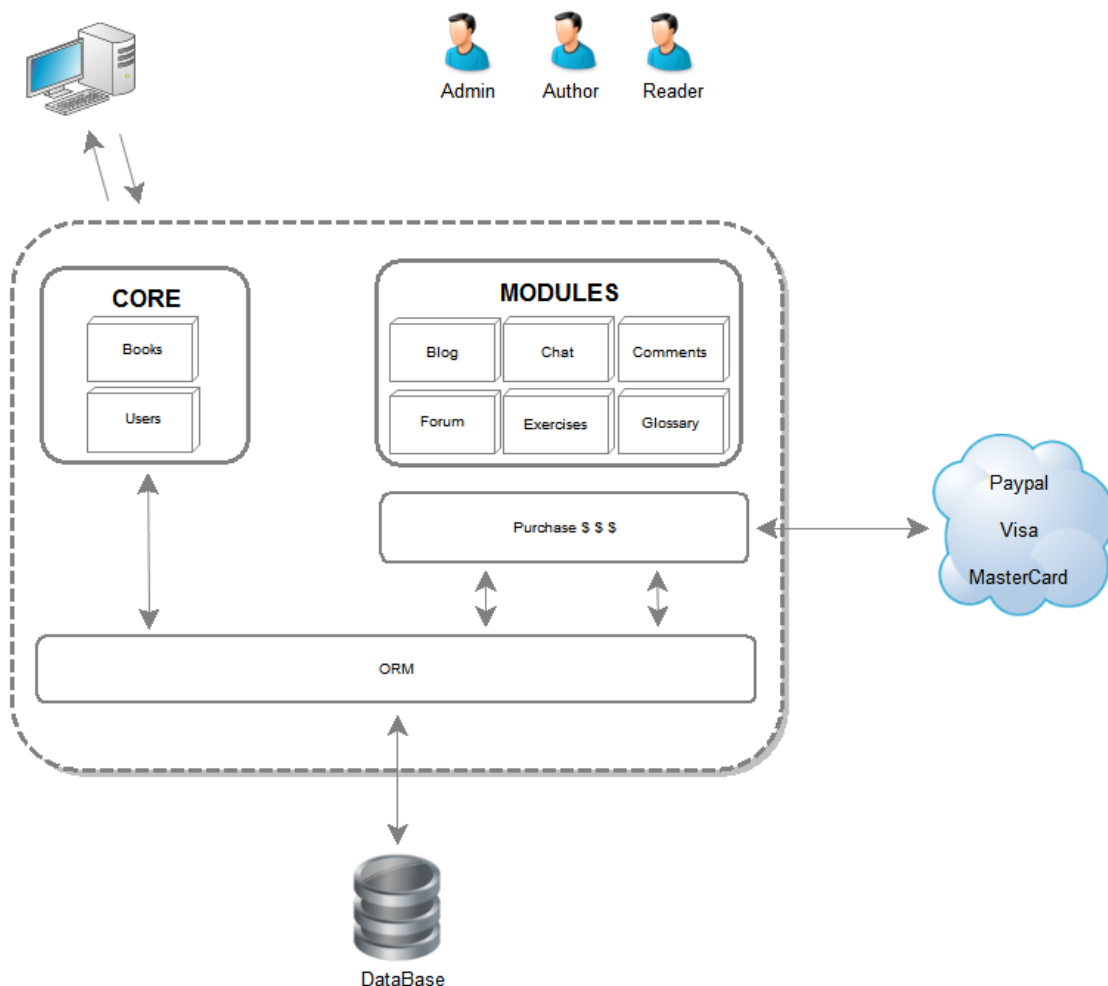 Admin Author Reader
CORE
MODULES
Books
Users
Blog Chat Comments
Forum Exercises Glossary
Purchase $ $ $
Paypal
Visa
MasterCard
ORM
DataBase